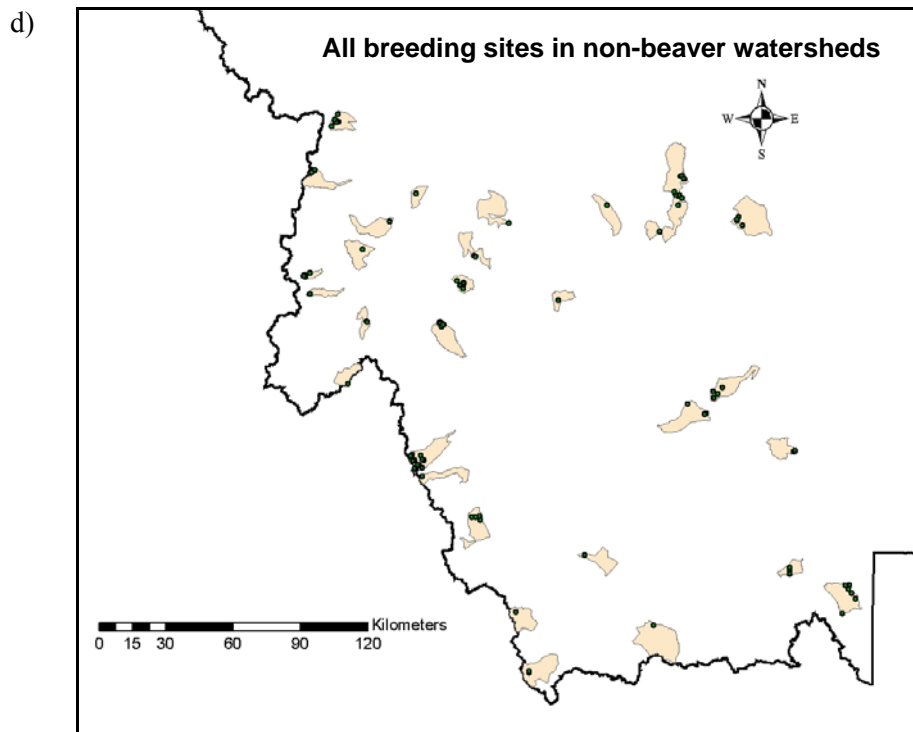 d)
All breeding sites in non-beaver watersheds
N
W E
S
Kilometers
0 15 30 60 90 120